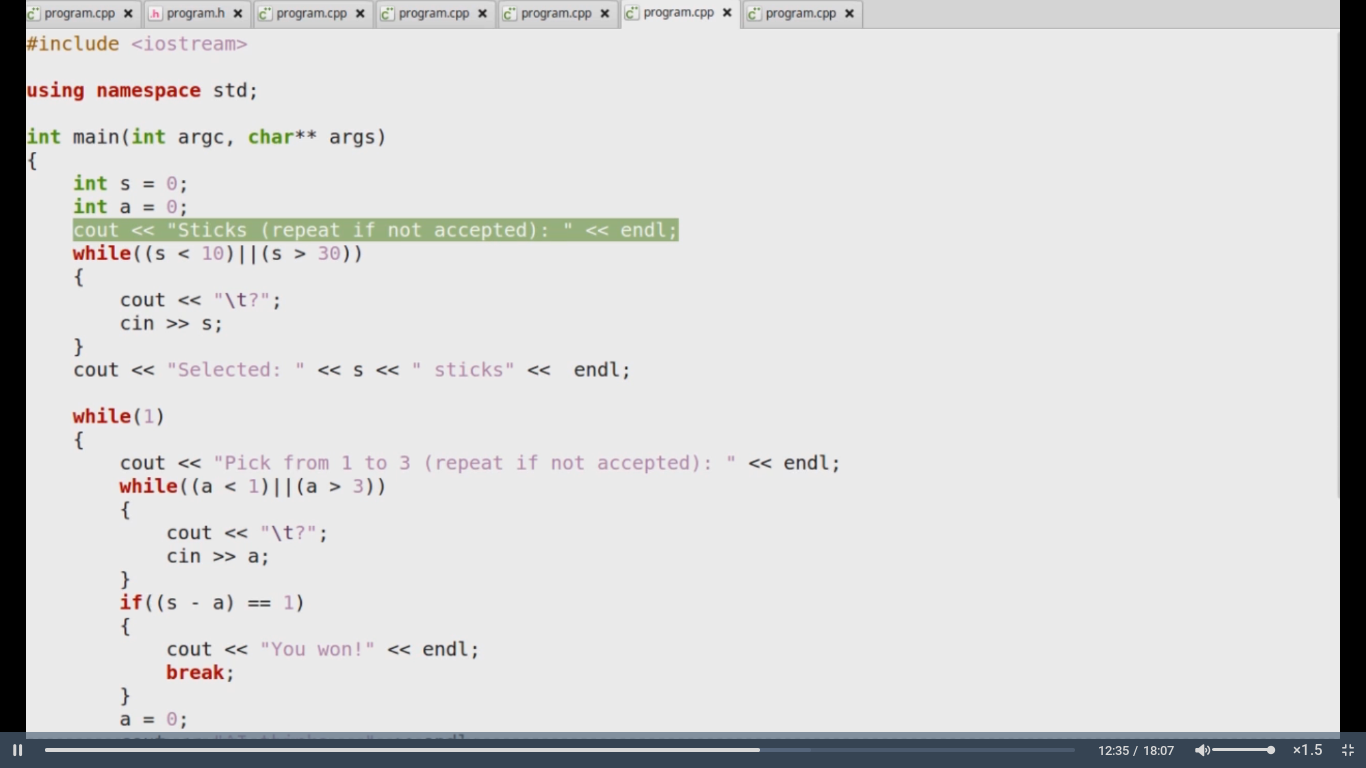 program.cpp program.h program.cpp program.cpp program.cpp program.cpp program.cpp
#include <iostream>
using namespace std;
int main(int argc, char** args)
{
    int s = 0;
    int a = 0;
    cout << "Sticks (repeat if not accepted): " << endl;
    while((s < 10)||(s > 30))
    {
        cout << "\t?";
        cin >> s;
    }
    cout << "Selected: " << s << " sticks" <<  endl;
    while(1)
    {
        cout << "Pick from 1 to 3 (repeat if not accepted): " << endl;
        while((a < 1)||(a > 3))
        {
            cout << "\t?";
            cin >> a;
        }
        if((s - a) == 1)
        {
            cout << "You won!" << endl;
            break;
        }
        a = 0;
12:35 / 18:07 ×1.5